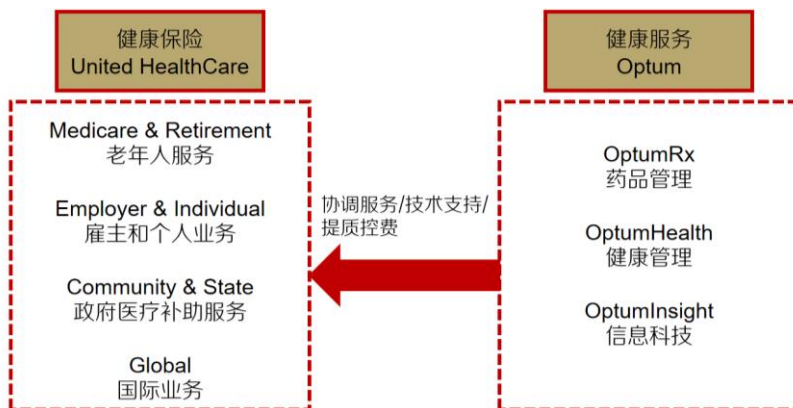 健康保险
United HealthCare
Medicare & Retirement
老年人服务
Employer & Individual
雇主和个人业务
Community & State
政府医疗补助服务
Global
国际业务
协调服务/技术支持/
提质控费
健康服务
Optum
OptumRx
药品管理
OptumHealth
健康管理
OptumInsight
信息科技